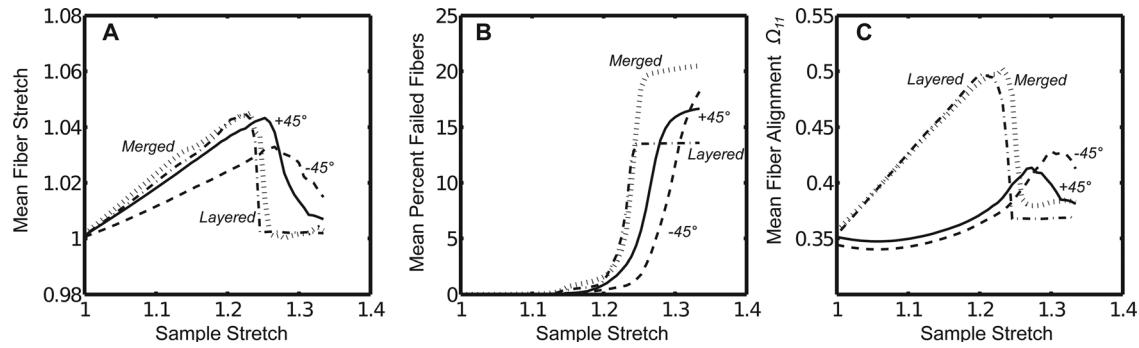 A
Mean Fiber Stretch
1.08
1.06
1.04
1.02
1
0.98
Merged
+45°
-45°
Layered
1
1.1
1.2
1.3
1.4
Sample Stretch
B
Mean Percent Failed Fibers
25
20
15
10
5
0
Merged
+45°
Layered
-45°
1
1.1
1.2
1.3
1.4
Sample Stretch
C
Mean Fiber Alignment Ω11
0.55
0.5
0.45
0.4
0.35
Layered
Merged
-45°
+45°
1
1.1
1.2
1.3
1.4
Sample Stretch